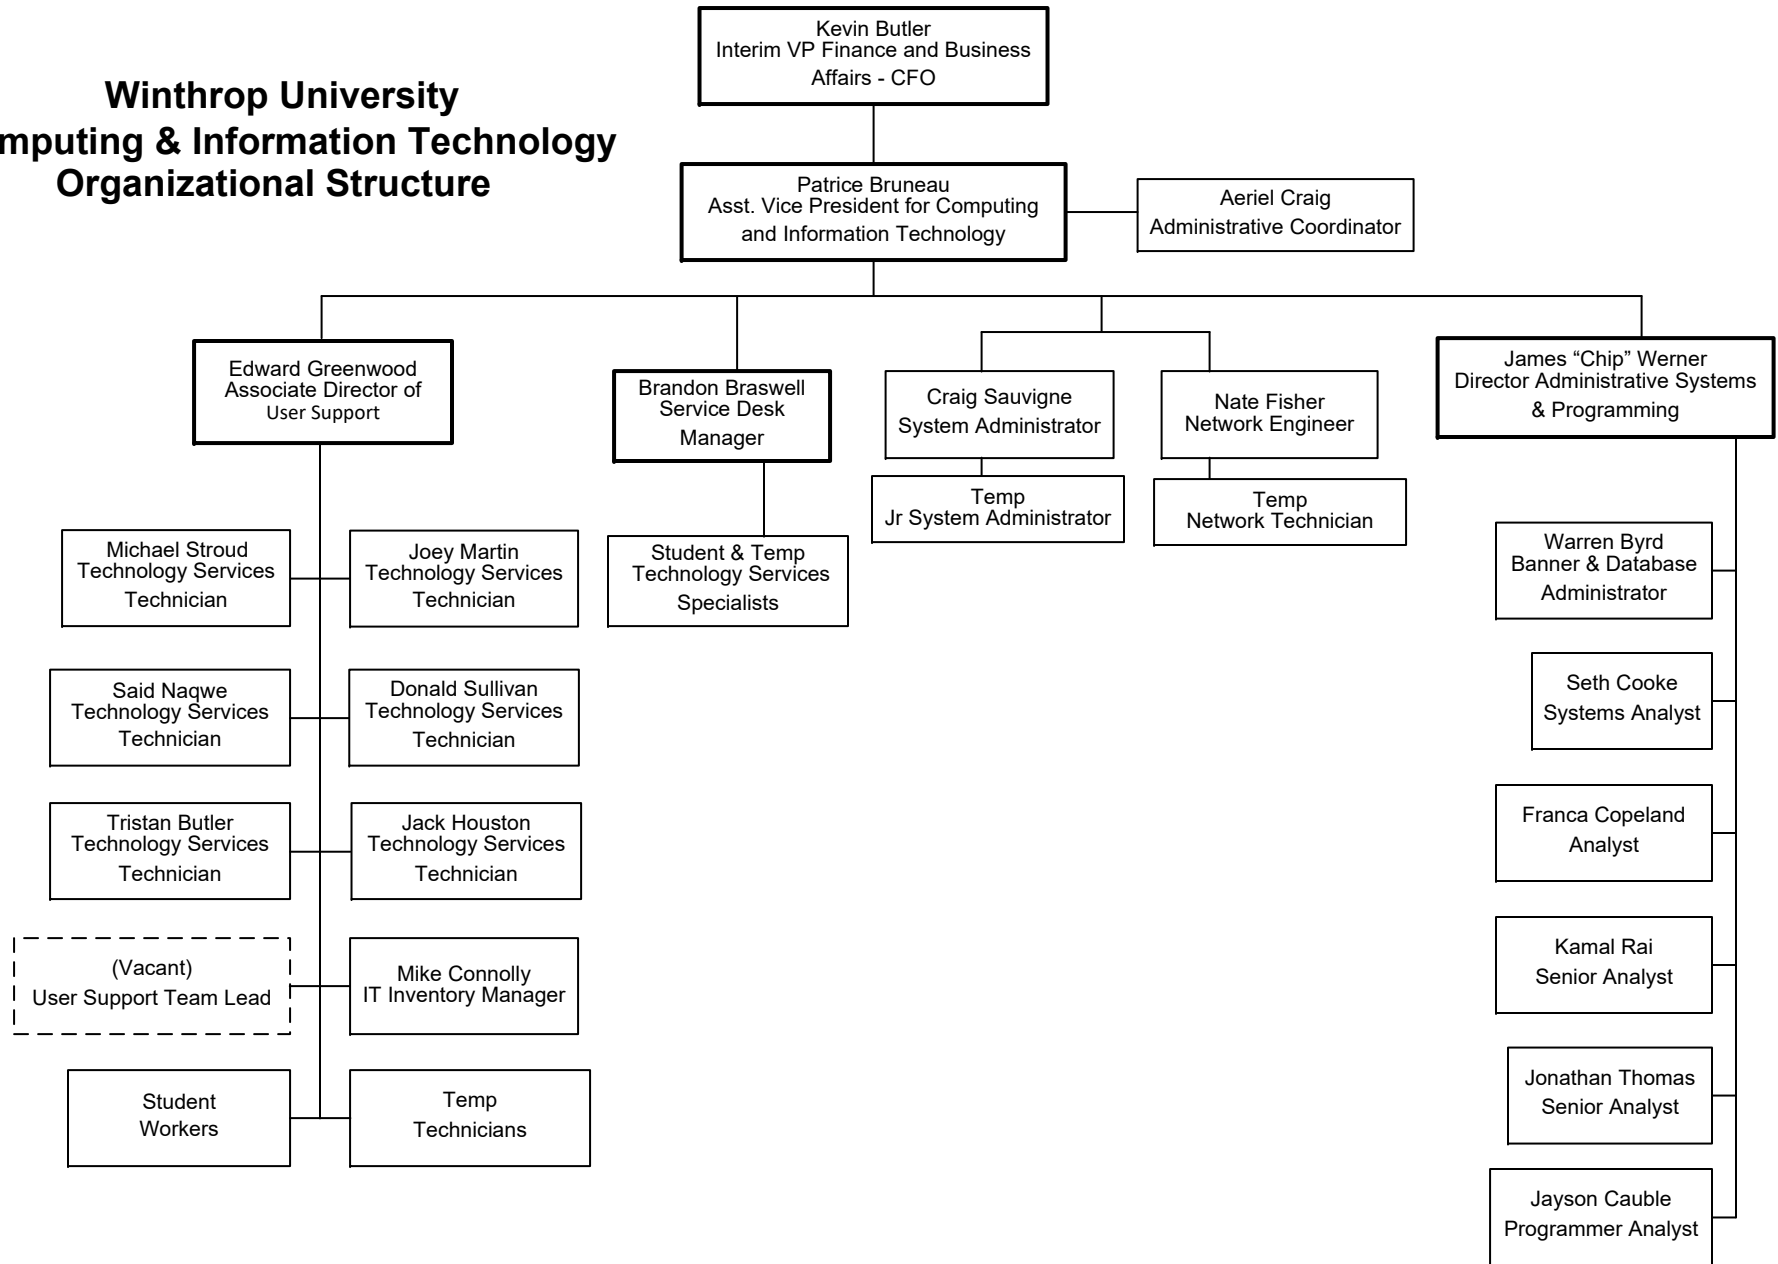 Kevin Butler
Interim VP Finance and Business
Affairs - CFO
Winthrop University
mputing & Information Technology
Organizational Structure
Patrice Bruneau
Asst. Vice President for Computing
and Information Technology
Aeriel Craig
Administrative Coordinator
Edward Greenwood
Associate Director of
User Support
Brandon Braswell
Service Desk
Manager
Craig Sauvigne
System Administrator
Nate Fisher
Network Engineer
James “Chip” Werner
Director Administrative Systems
& Programming
Temp
Jr System Administrator
Temp
Network Technician
Michael Stroud
Technology Services
Technician
Joey Martin
Technology Services
Technician
Student & Temp
Technology Services
Specialists
Warren Byrd
Banner & Database
Administrator
Said Naqwe
Technology Services
Technician
Donald Sullivan
Technology Services
Technician
Seth Cooke
Systems Analyst
Tristan Butler
Technology Services
Technician
Jack Houston
Technology Services
Technician
Franca Copeland
Analyst
(Vacant)
User Support Team Lead
Mike Connolly
IT Inventory Manager
Kamal Rai
Senior Analyst
Student
Workers
Temp
Technicians
Jonathan Thomas
Senior Analyst
Jayson Cauble
Programmer Analyst